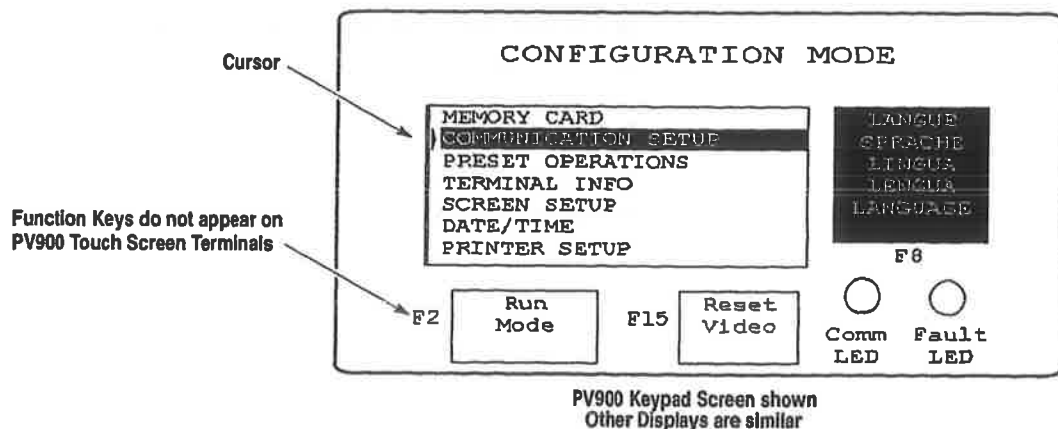 CONFIGURATION MODE
Cursor
MEMORY CARD
COMMUNICATION SETUP
PRESET OPERATIONS
TERMINAL INFO
SCREEN SETUP
DATE/TIME
PRINTER SETUP
LANGUE
SPRACHE
LINGUA
LENGUA
LANGUAGE
F8
Function Keys do not appear on
PV900 Touch Screen Terminals
F2
Run
Mode
F15
Reset
Video
Comm
LED
Fault
LED
PV900 Keypad Screen shown
Other Displays are similar